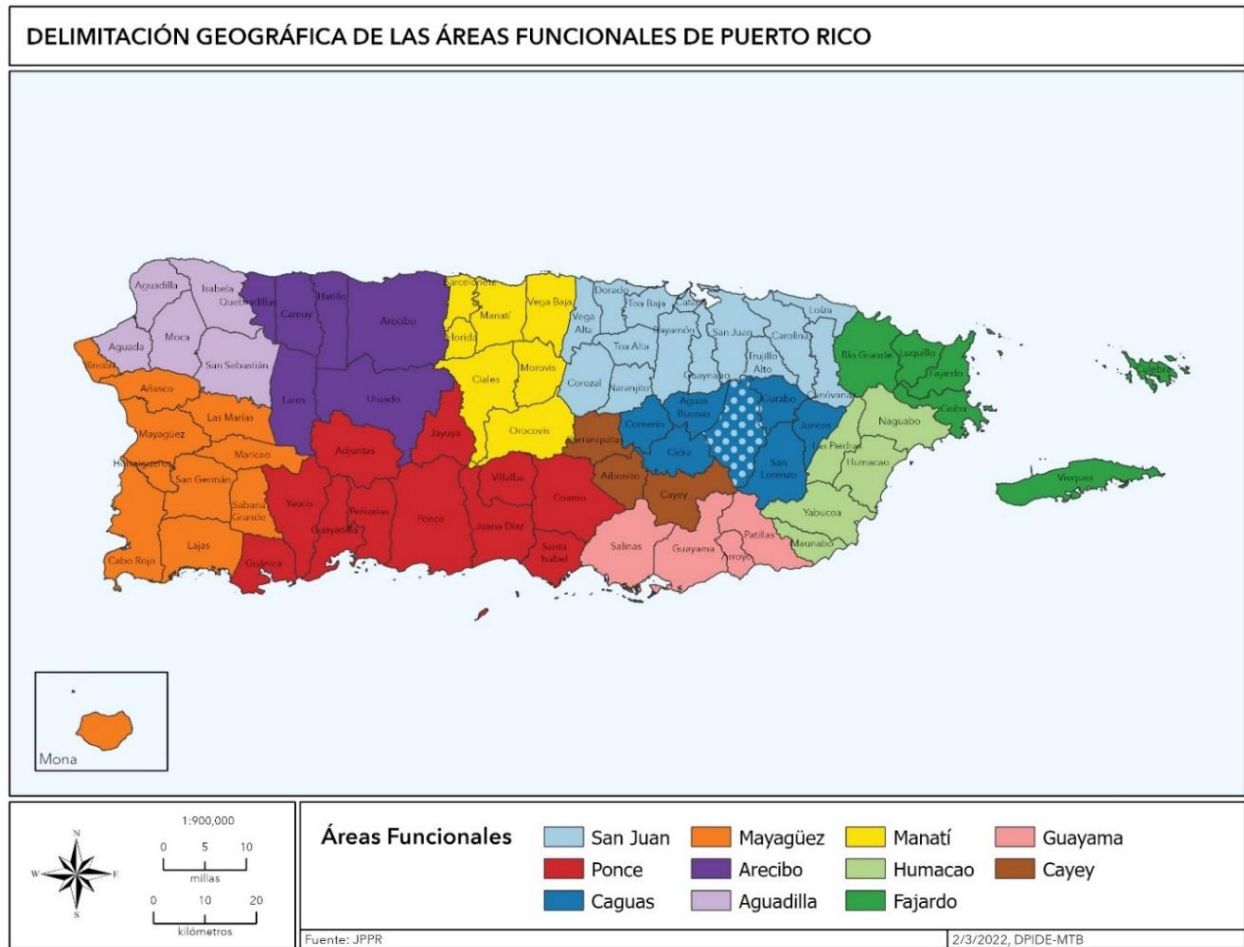 DELIMITACIÓN GEOGRÁFICA DE LAS ÁREAS FUNCIONALES DE PUERTO RICO
Aguadilla
Isabela
Quebradillas
Camuy
Hatillo
Arecibo
Barceloneta
Manatí
Vega Baja
Vega
Alta
Dorado
Toa Baja
Cataño
San Juan
Carolina
Loíza
Aguada
Moca
San Sebastián
Florida
Toa Alta
Bayamón
Guaynabo
Trujillo
Alto
Canóvanas
Río Grande
Luquillo
Fajardo
Ceiba
Culebra
Rincón
Añasco
Las Marías
Lares
Utuado
Ciales
Morovis
Corozal
Naranjito
Aguas
Buenas
Gurabo
Juncos
Naguabo
Mayagüez
Maricao
Adjuntas
Jayuya
Orocovis
Barranquitas
Comerío
Cidra
San
Lorenzo
Las Piedras
Humacao
Hormigueros
San Germán
Sabana
Grande
Yauco
Guayanilla
Peñuelas
Ponce
Villalba
Juana Díaz
Coamo
Aibonito
Cayey
Yabucoa
Vieques
Cabo Rojo
Lajas
Guánica
Santa
Isabel
Salinas
Guayama
Arroyo
Patillas
Maunabo
Mona
N
W
E
S
1:900,000
0 5 10
millas
0 10 20
kilómetros
Áreas Funcionales
San Juan
Mayagüez
Manatí
Guayama
Ponce
Arecibo
Humacao
Cayey
Caguas
Aguadilla
Fajardo
Fuente: JPPR
2/3/2022, DPIDE-MTB